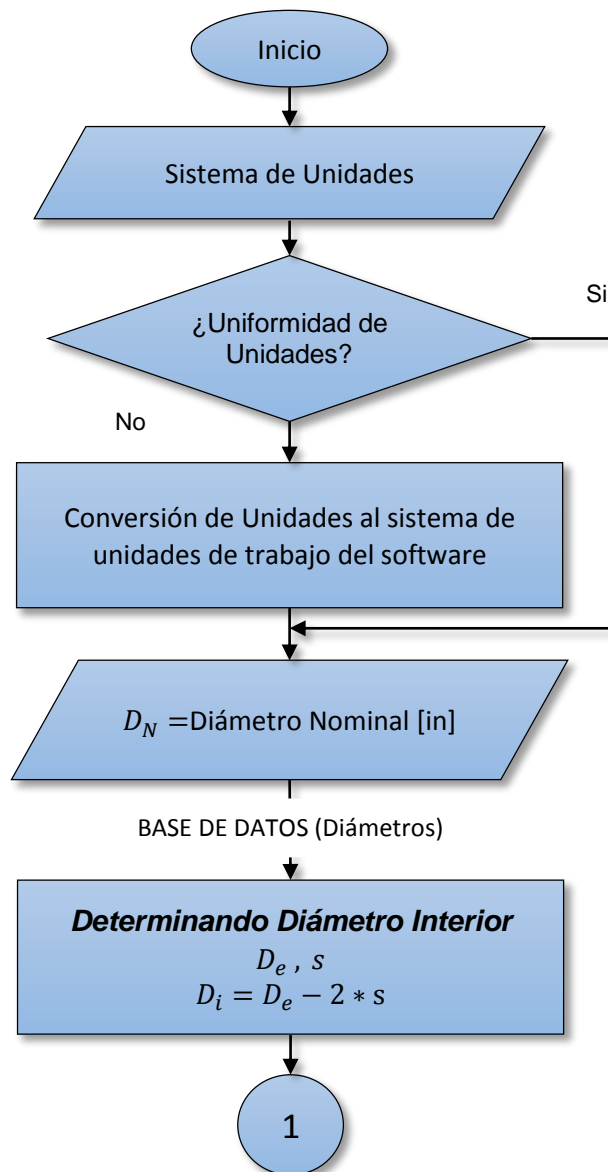 Inicio
Sistema de Unidades
¿Uniformidad de
Unidades?
Si
No
Conversión de Unidades al sistema de
unidades de trabajo del software
D_N =Diámetro Nominal [in]
BASE DE DATOS (Diámetros)
Determinando Diámetro Interior
D_e , s
D_i = D_e − 2 * s
1